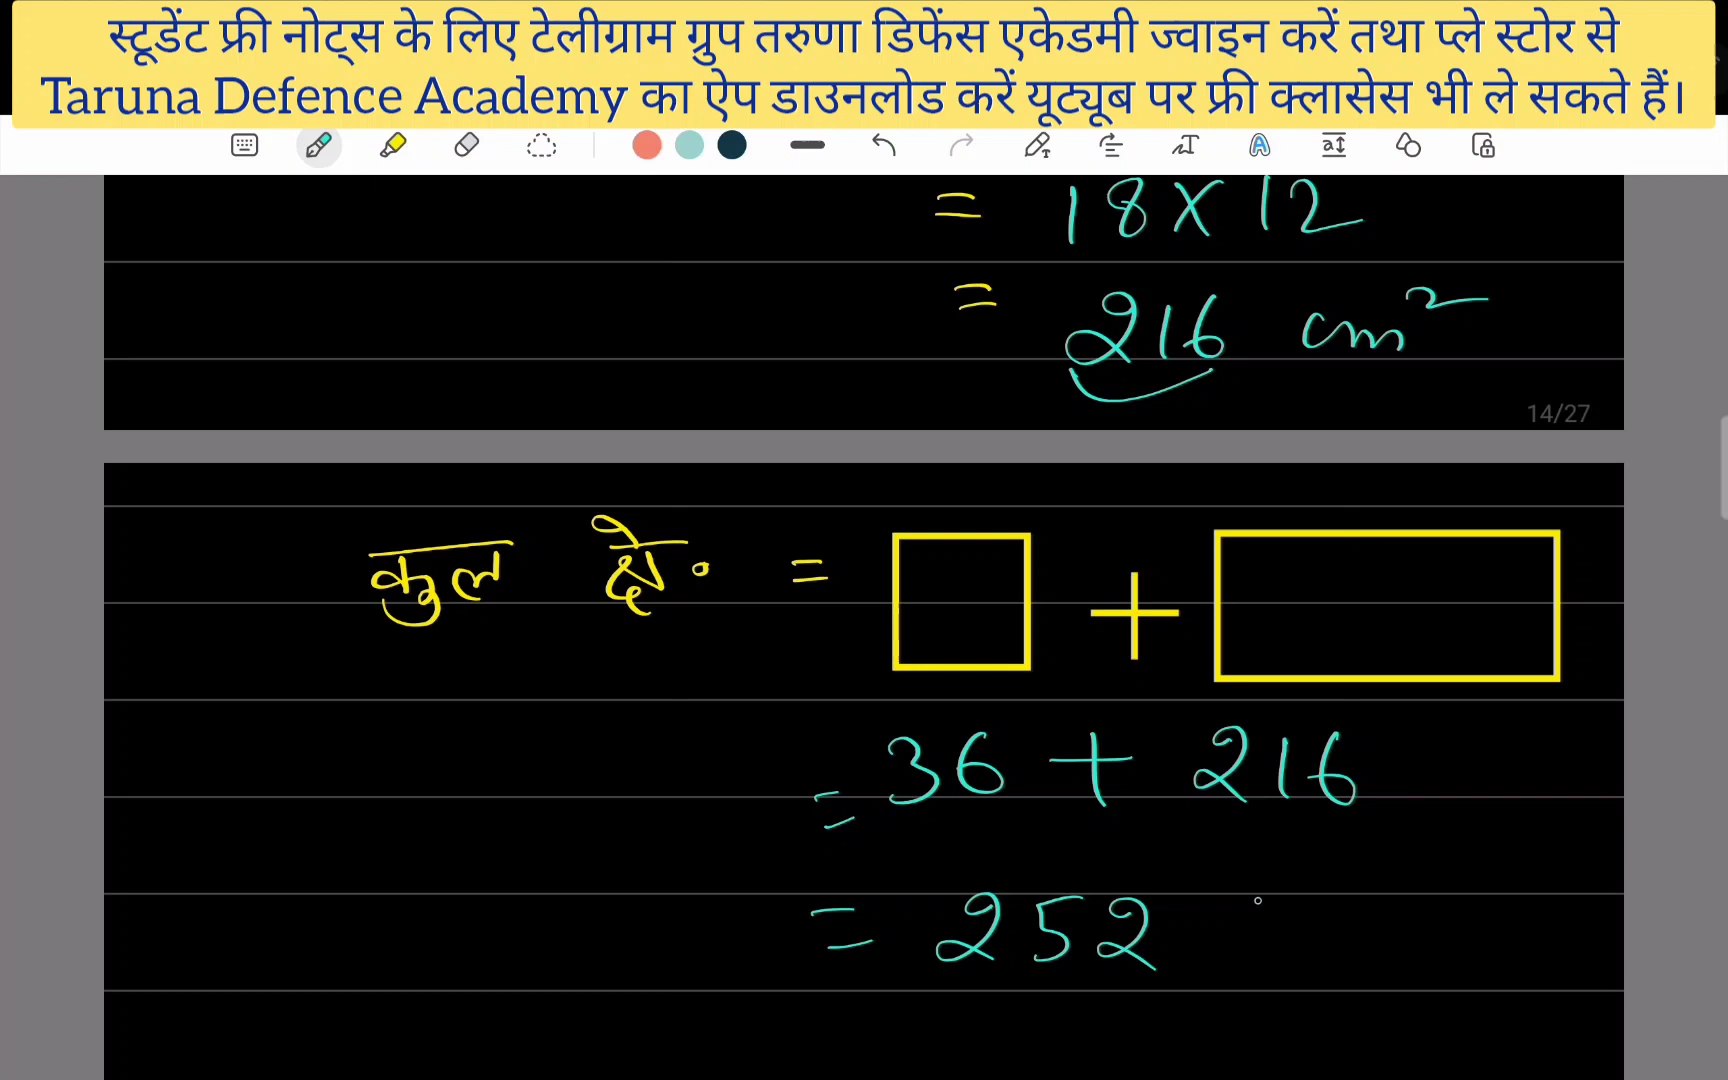 स्टूडेंट फ्री नोट्स के लिए टेलीग्राम ग्रुप तरुणा डिफेंस एकेडमी ज्वाइन करें तथा प्ले स्टोर से
Taruna Defence Academy का ऐप डाउनलोड करें यूट्यूब पर फ्री क्लासेस भी ले सकते हैं।
= 18 X 12
= 216 cm²
14/27
कुल क्षे॰ = +
= 36 + 216
= 252